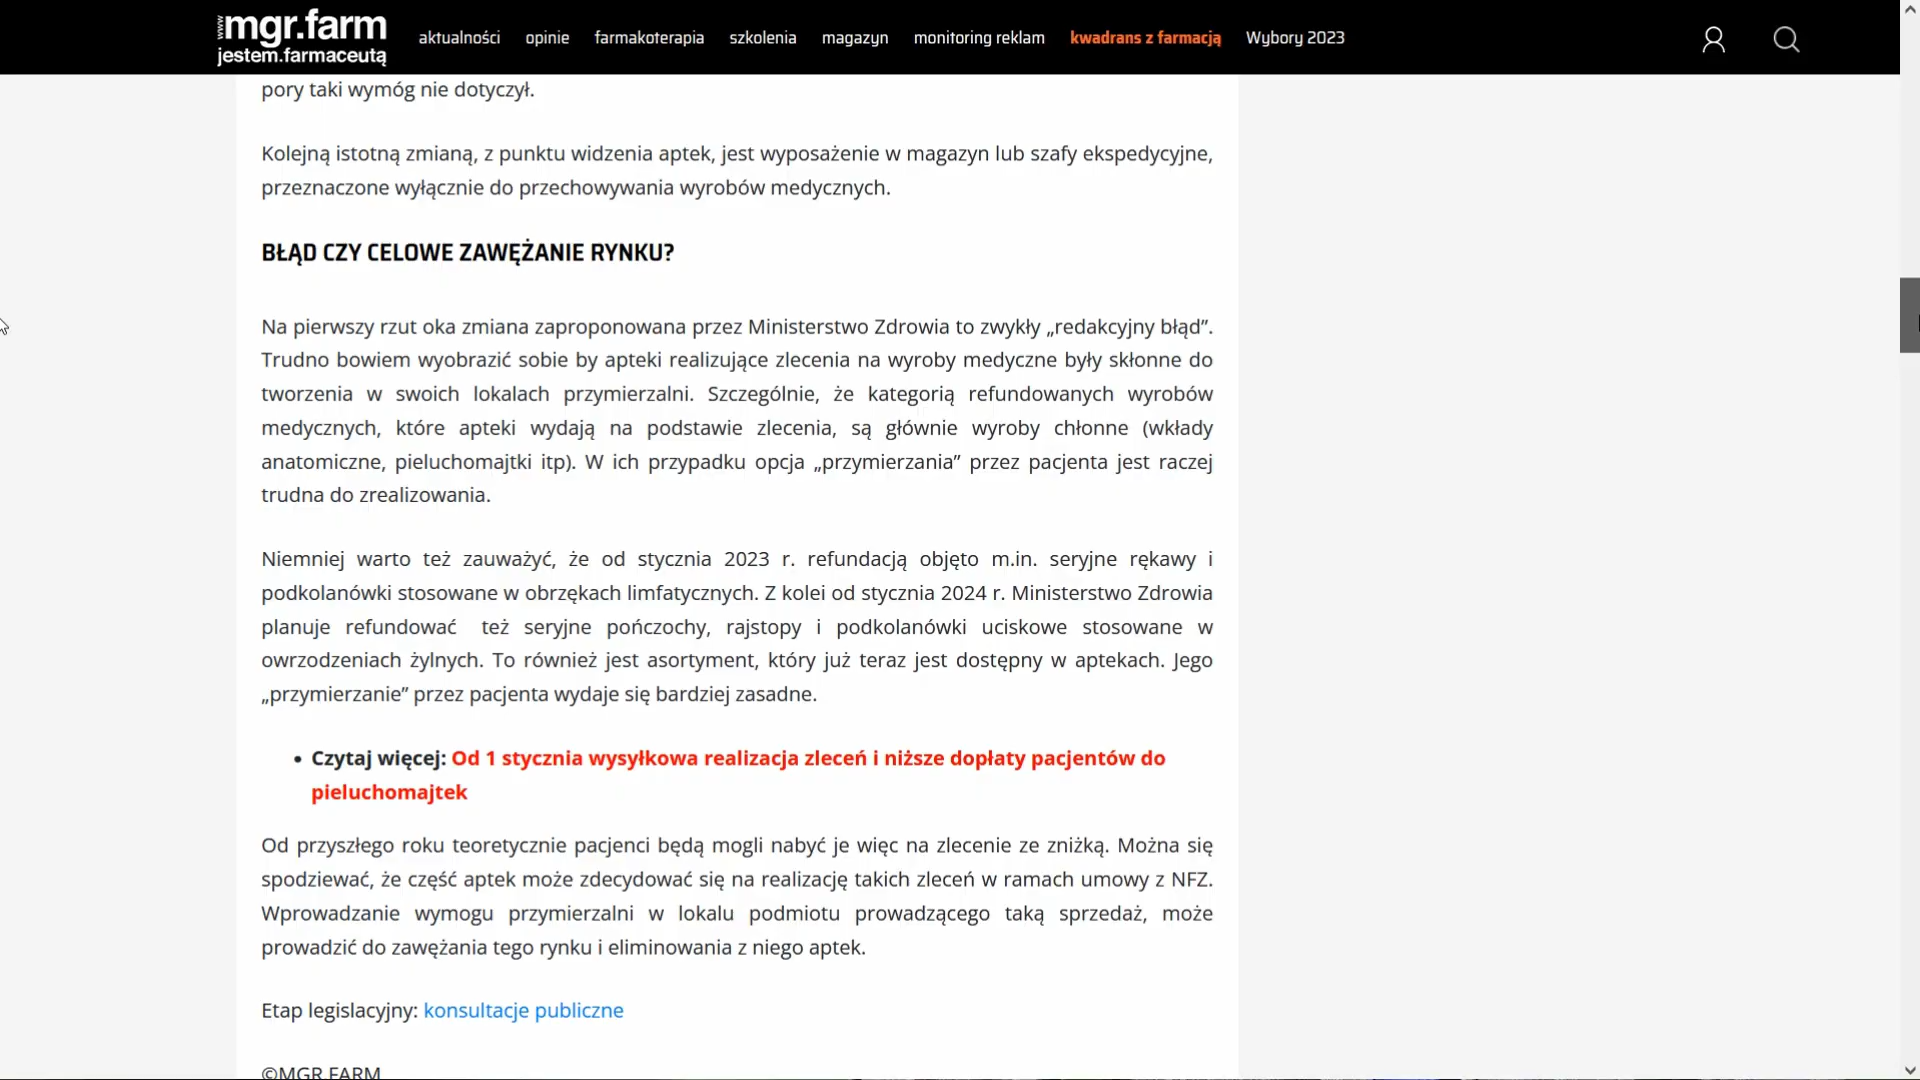 www.mgr.farm
jestem.farmaceutą
aktualności opinie farmakoterapia szkolenia magazyn monitoring reklam kwadrans z farmacją Wybory 2023
pory taki wymóg nie dotyczył.
Kolejną istotną zmianą, z punktu widzenia aptek, jest wyposażenie w magazyn lub szafy ekspedycyjne,
przeznaczone wyłącznie do przechowywania wyrobów medycznych.
BŁĄD CZY CELOWE ZAWĘŻANIE RYNKU?
Na pierwszy rzut oka zmiana zaproponowana przez Ministerstwo Zdrowia to zwykły „redakcyjny błąd”.
Trudno bowiem wyobrazić sobie by apteki realizujące zlecenia na wyroby medyczne były skłonne do
tworzenia w swoich lokalach przymierzalni. Szczególnie, że kategorią refundowanych wyrobów
medycznych, które apteki wydają na podstawie zlecenia, są głównie wyroby chłonne (wkłady
anatomiczne, pieluchomajtki itp). W ich przypadku opcja „przymierzania” przez pacjenta jest raczej
trudna do zrealizowania.
Niemniej warto też zauważyć, że od stycznia 2023 r. refundacją objęto m.in. seryjne rękawy i
podkolanówki stosowane w obrzękach limfatycznych. Z kolei od stycznia 2024 r. Ministerstwo Zdrowia
planuje refundować też seryjne pończochy, rajstopy i podkolanówki uciskowe stosowane w
owrzodzeniach żylnych. To również jest asortyment, który już teraz jest dostępny w aptekach. Jego
„przymierzanie” przez pacjenta wydaje się bardziej zasadne.
• Czytaj więcej: Od 1 stycznia wysyłkowa realizacja zleceń i niższe dopłaty pacjentów do
pieluchomajtek
Od przyszłego roku teoretycznie pacjenci będą mogli nabyć je więc na zlecenie ze zniżką. Można się
spodziewać, że część aptek może zdecydować się na realizację takich zleceń w ramach umowy z NFZ.
Wprowadzanie wymogu przymierzalni w lokalu podmiotu prowadzącego taką sprzedaż, może
prowadzić do zawężania tego rynku i eliminowania z niego aptek.
Etap legislacyjny: konsultacje publiczne
©MGR.FARM